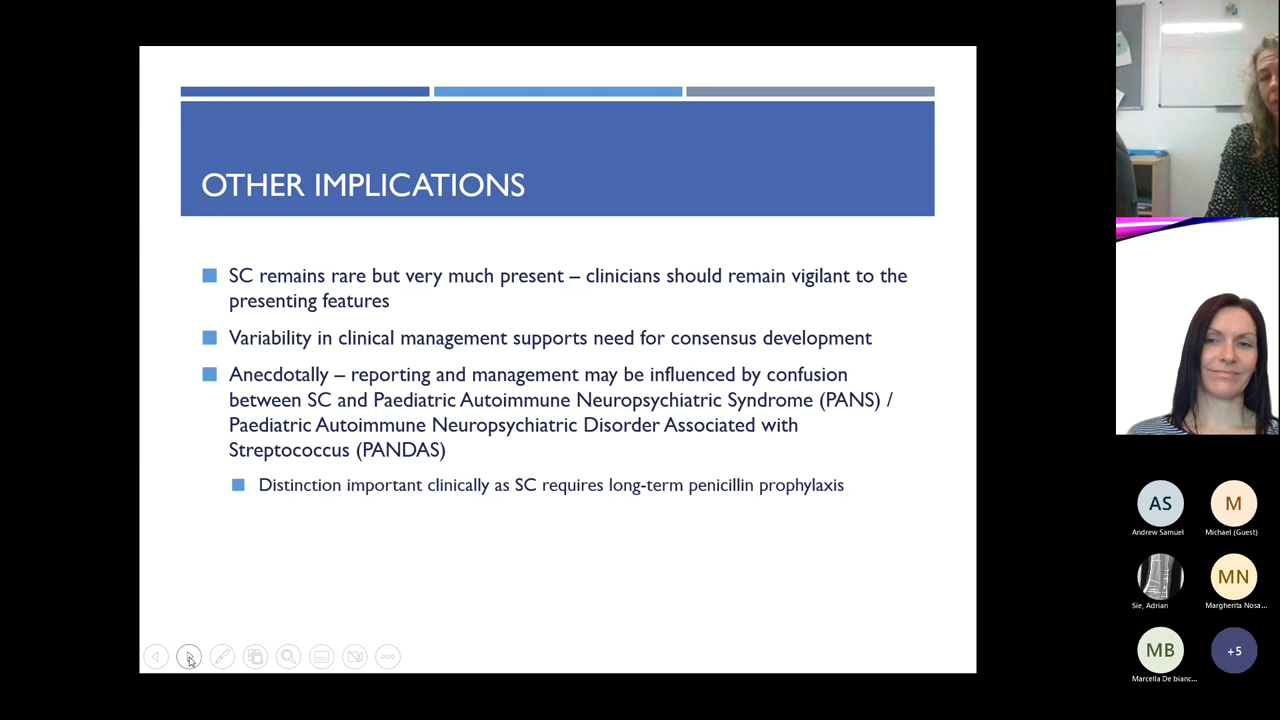 OTHER IMPLICATIONS
SC remains rare but very much present – clinicians should remain vigilant to the
presenting features
Variability in clinical management supports need for consensus development
Anecdotally – reporting and management may be influenced by confusion
between SC and Paediatric Autoimmune Neuropsychiatric Syndrome (PANS) /
Paediatric Autoimmune Neuropsychiatric Disorder Associated with
Streptococcus (PANDAS)
Distinction important clinically as SC requires long-term penicillin prophylaxis
AS
Andrew Samuel
M
Michael (Guest)
Sie, Adrian
MN
Margherita Nosa...
MB
Marcella De bianc...
+5